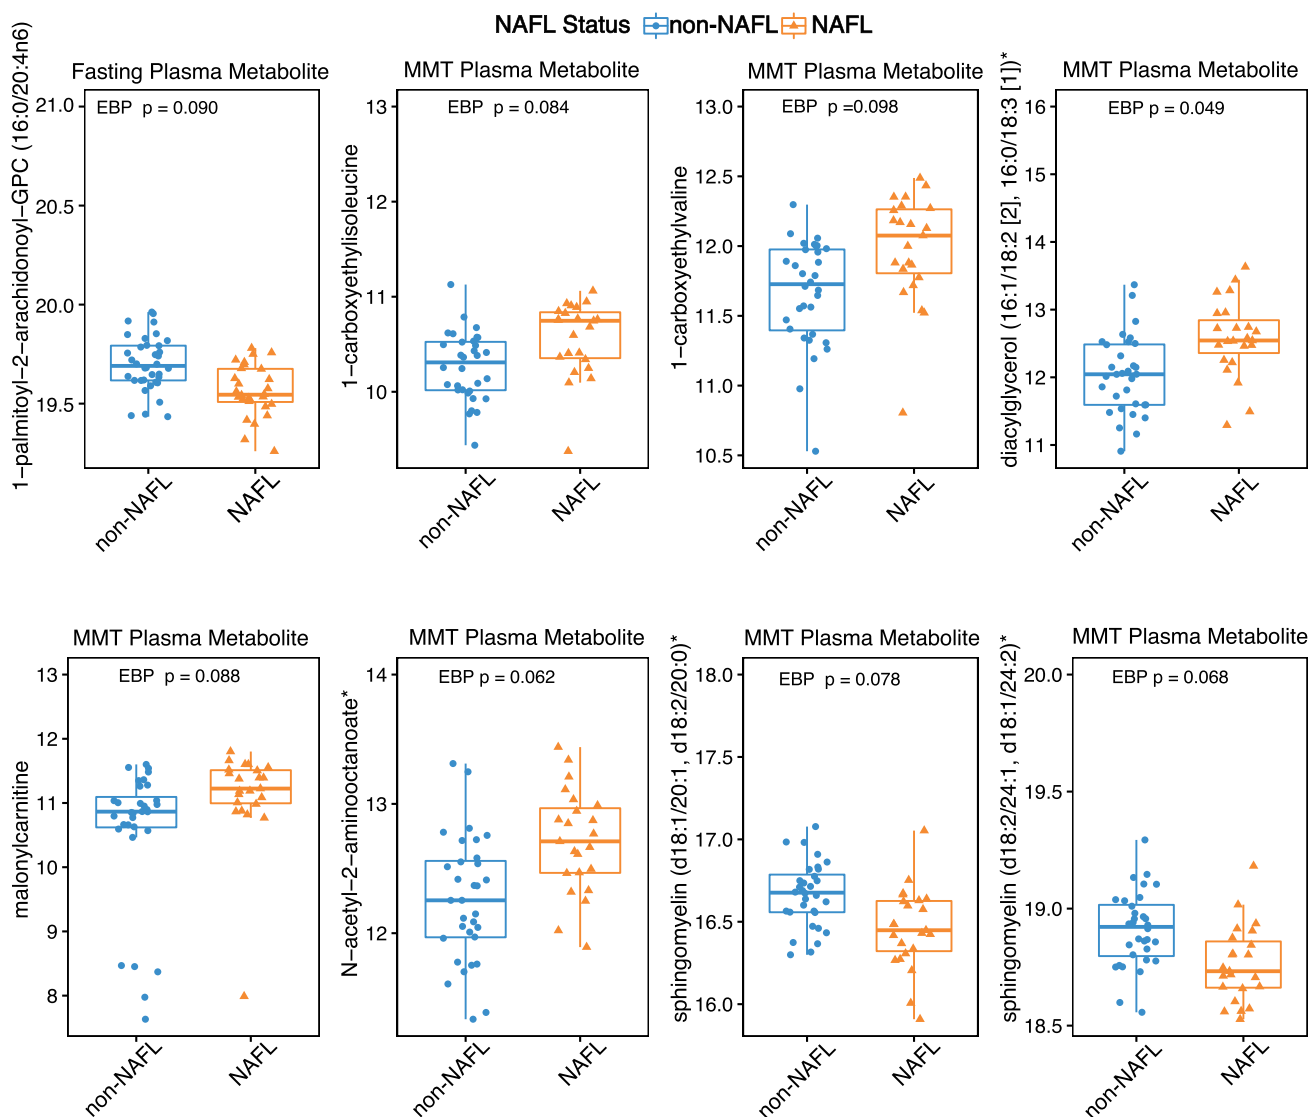 NAFL Status non-NAFL NAFL
Fasting Plasma Metabolite
1−palmitoyl−2−arachidonoyl−GPC (16:0/20:4n6)
EBP p = 0.090
21.0
20.5
20.0
19.5
non-NAFL
NAFL
MMT Plasma Metabolite
1−carboxyethylisoleucine
EBP p = 0.084
13
12
11
10
non-NAFL
NAFL
MMT Plasma Metabolite
1−carboxyethylvaline
EBP p =0.098
13.0
12.5
12.0
11.5
11.0
10.5
non-NAFL
NAFL
MMT Plasma Metabolite
diacylglycerol (16:1/18:2 [2], 16:0/18:3 [1])*
EBP p = 0.049
16
15
14
13
12
11
non-NAFL
NAFL
MMT Plasma Metabolite
malonylcarnitine
EBP p = 0.088
13
12
11
10
9
8
non-NAFL
NAFL
MMT Plasma Metabolite
N−acetyl−2−aminooctanoate*
EBP p = 0.062
14
13
12
non-NAFL
NAFL
MMT Plasma Metabolite
sphingomyelin (d18:1/20:1, d18:2/20:0)*
EBP p = 0.078
18.0
17.5
17.0
16.5
16.0
non-NAFL
NAFL
MMT Plasma Metabolite
sphingomyelin (d18:2/24:1, d18:1/24:2)*
EBP p = 0.068
20.0
19.5
19.0
18.5
non-NAFL
NAFL